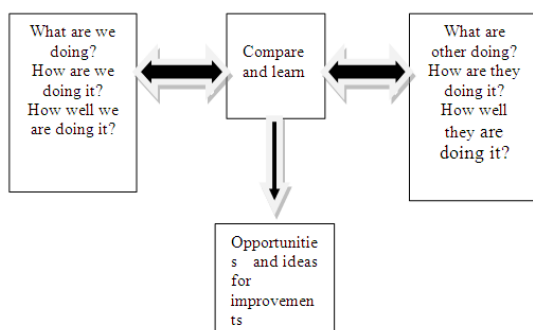 What are we
doing?
How are we
doing it?
How well we
are doing it?
Compare
and learn
What are
other doing?
How are they
doing it?
How well
they are
doing it?
Opportunitie
s and ideas
for
improvemen
ts